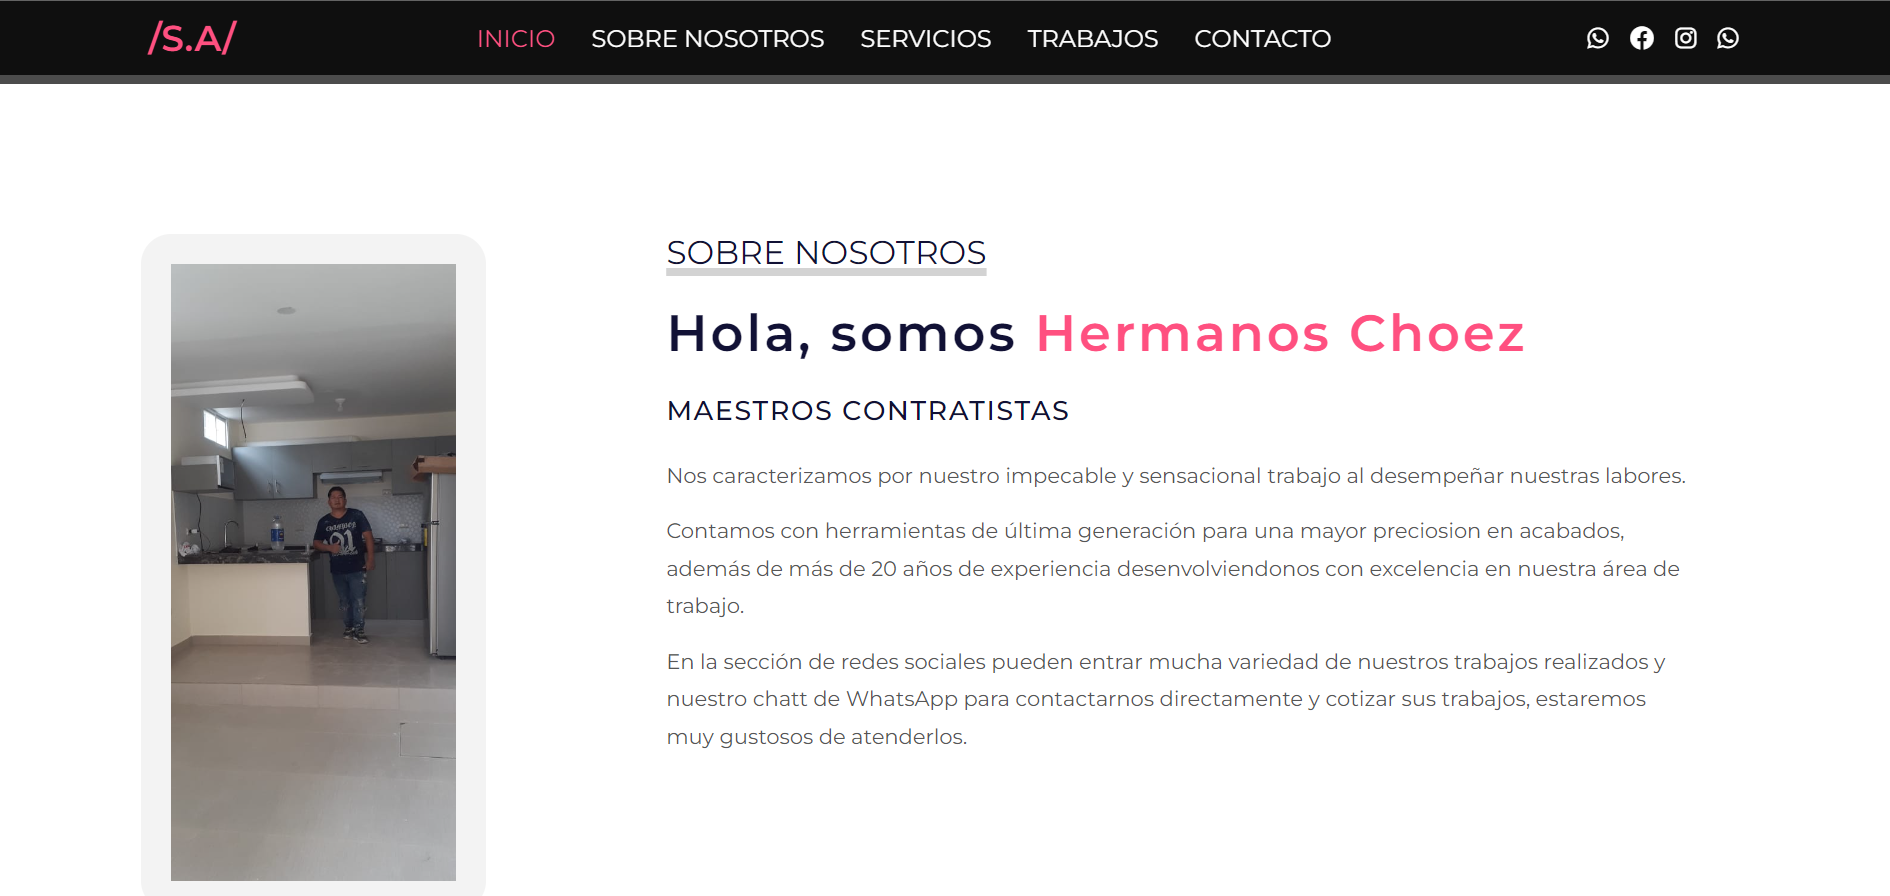 /S.A/
INICIO SOBRE NOSOTROS SERVICIOS TRABAJOS CONTACTO
SOBRE NOSOTROS
Hola, somos Hermanos Choez
MAESTROS CONTRATISTAS
Nos caracterizamos por nuestro impecable y sensacional trabajo al desempeñar nuestras labores.
Contamos con herramientas de última generación para una mayor preciosion en acabados,
además de más de 20 años de experiencia desenvolviendonos con excelencia en nuestra área de
trabajo.
En la sección de redes sociales pueden entrar mucha variedad de nuestros trabajos realizados y
nuestro chatt de WhatsApp para contactarnos directamente y cotizar sus trabajos, estaremos
muy gustosos de atenderlos.